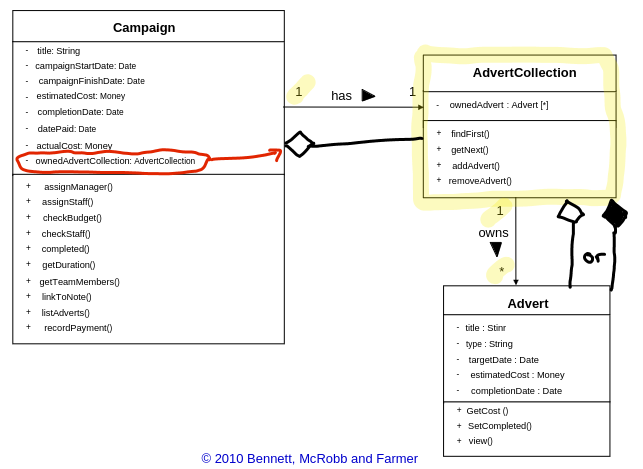 Campaign
- title: String
- campaignStartDate: Date
- campaignFinishDate: Date
- estimatedCost: Money
- completionDate: Date
- datePaid: Date
- actualCost: Money
- ownedAdvertCollection: AdvertCollection
+ assignManager()
+ assignStaff()
+ checkBudget()
+ checkStaff()
+ completed()
+ getDuration()
+ getTeamMembers()
+ linkToNote()
+ listAdverts()
+ recordPayment()
1 has 1
AdvertCollection
- ownedAdvert : Advert [*]
+ findFirst()
+ getNext()
+ addAdvert()
+ removeAdvert()
1
owns
*
or
Advert
- title : Stinr
- type : String
- targetDate : Date
- estimatedCost : Money
- completionDate : Date
+ GetCost ()
+ SetCompleted()
+ view()
© 2010 Bennett, McRobb and Farmer